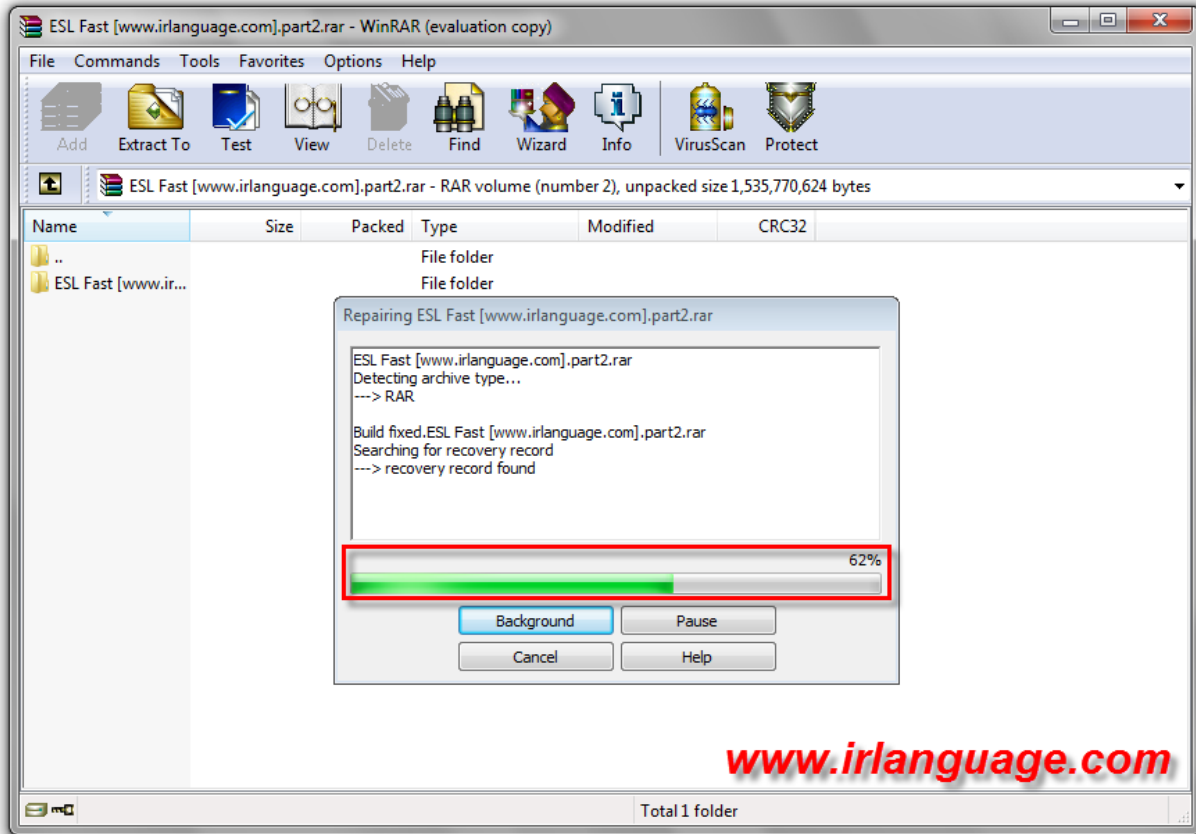 ESL Fast [www.irlanguage.com].part2.rar - WinRAR (evaluation copy)
File Commands Tools Favorites Options Help
Add Extract To Test View Delete Find Wizard Info VirusScan Protect
ESL Fast [www.irlanguage.com].part2.rar - RAR volume (number 2), unpacked size 1,535,770,624 bytes
Name Size Packed Type Modified CRC32
.. File folder
ESL Fast [www.ir... File folder
Repairing ESL Fast [www.irlanguage.com].part2.rar
ESL Fast [www.irlanguage.com].part2.rar
Detecting archive type...
---> RAR
Build fixed.ESL Fast [www.irlanguage.com].part2.rar
Searching for recovery record
---> recovery record found
62%
Background Pause
Cancel Help
www.irlanguage.com
Total 1 folder